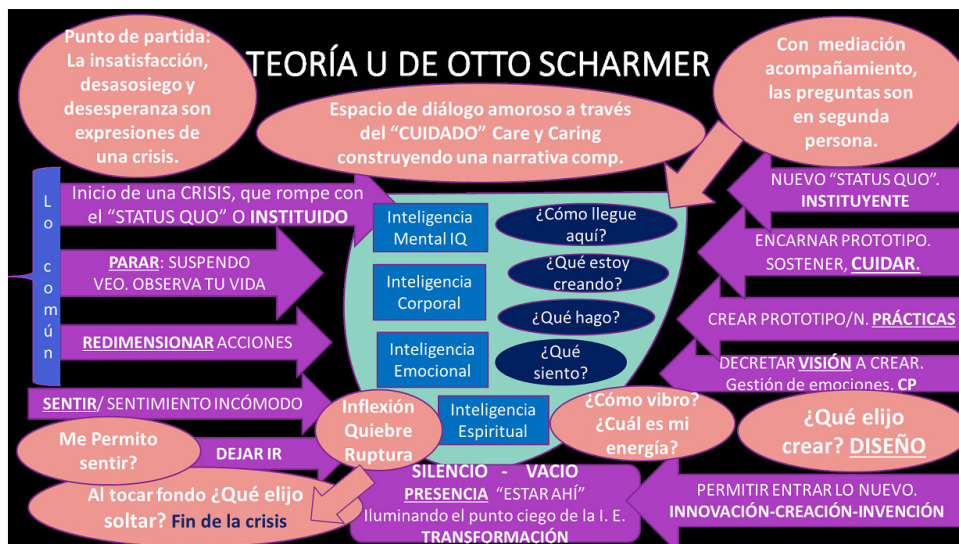 TEORÍA U DE OTTO SCHARMER
Punto de partida:
La insatisfacción,
desasosiego y
desesperanza son
expresiones de
una crisis.
Espacio de diálogo amoroso a través
del “CUIDADO” Care y Caring
construyendo una narrativa comp.
Con mediación
acompañamiento,
las preguntas son
en segunda
persona.
Lo común
Inicio de una CRISIS, que rompe con
el “STATUS QUO” O INSTITUIDO
PARAR: SUSPENDO
VEO. OBSERVA TU VIDA
REDIMENSIONAR ACCIONES
SENTIR/ SENTIMIENTO INCÓMODO
Me Permito
sentir?
DEJAR IR
Al tocar fondo ¿Qué elijo
soltar? Fin de la crisis
Inflexión
Quiebre
Ruptura
Inteligencia
Mental IQ
Inteligencia
Corporal
Inteligencia
Emocional
Inteligencia
Espiritual
¿Cómo llegue
aquí?
¿Qué estoy
creando?
¿Qué hago?
¿Qué
siento?
¿Cómo vibro?
¿Cuál es mi
energía?
SILENCIO - VACIO
PRESENCIA “ESTAR AHÍ”
Iluminando el punto ciego de la I. E.
TRANSFORMACIÓN
NUEVO “STATUS QUO”.
INSTITUYENTE
ENCARNAR PROTOTIPO.
SOSTENER, CUIDAR.
CREAR PROTOTIPO/N. PRÁCTICAS
DECRETAR VISIÓN A CREAR.
Gestión de emociones. CP
¿Qué elijo
crear? DISEÑO
PERMITIR ENTRAR LO NUEVO.
INNOVACIÓN-CREACIÓN-INVENCIÓN